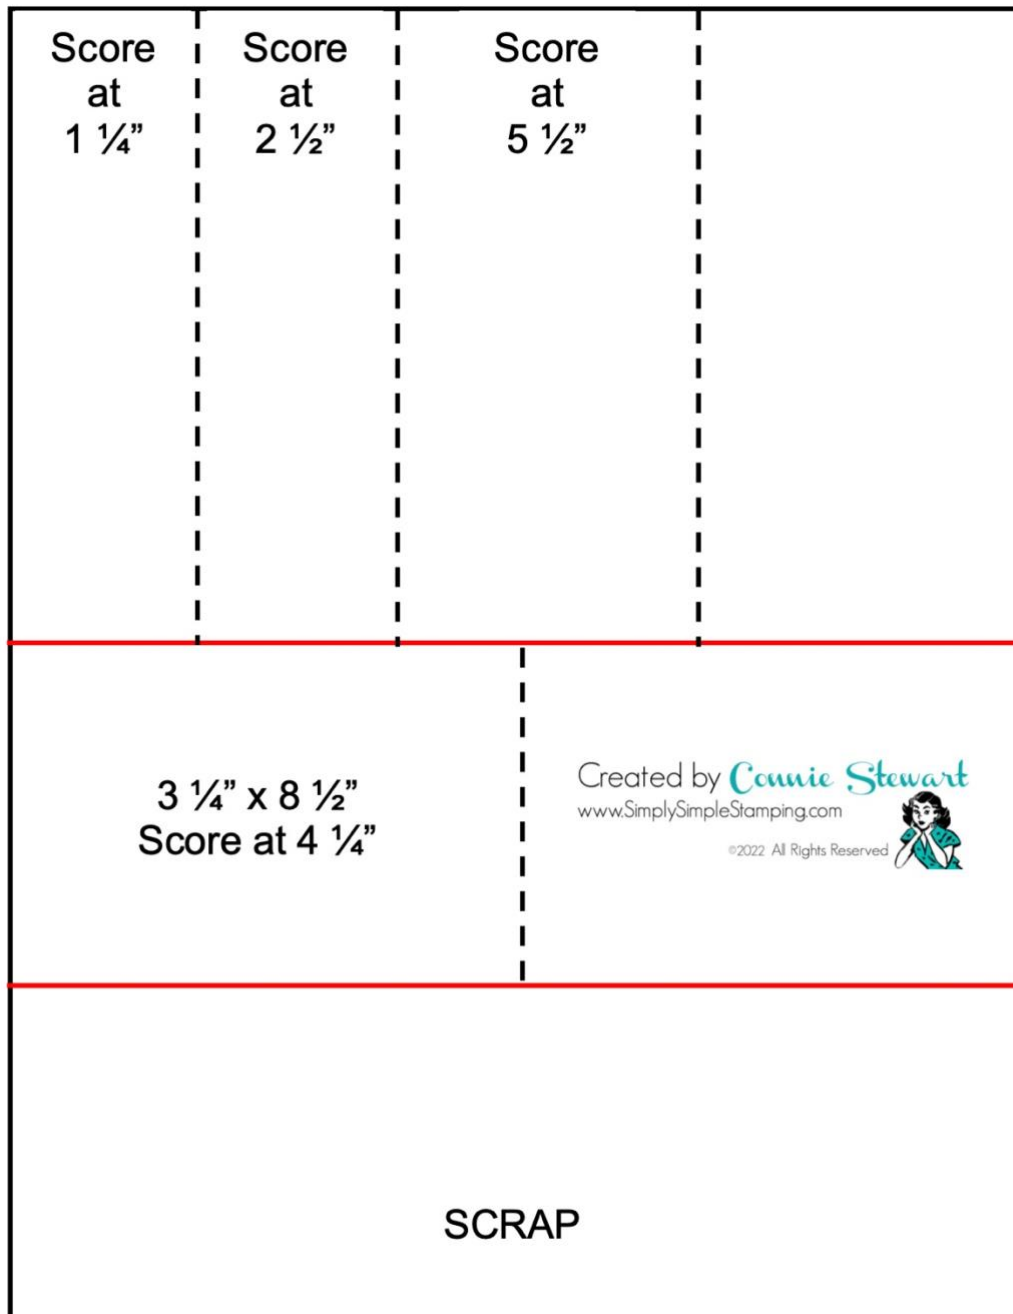 Score
at
1 ¼”
Score
at
2 ½”
Score
at
5 ½”
3 ¼” x 8 ½”
Score at 4 ¼”
Created by Connie Stewart
www.SimplySimpleStamping.com
©2022 All Rights Reserved
SCRAP